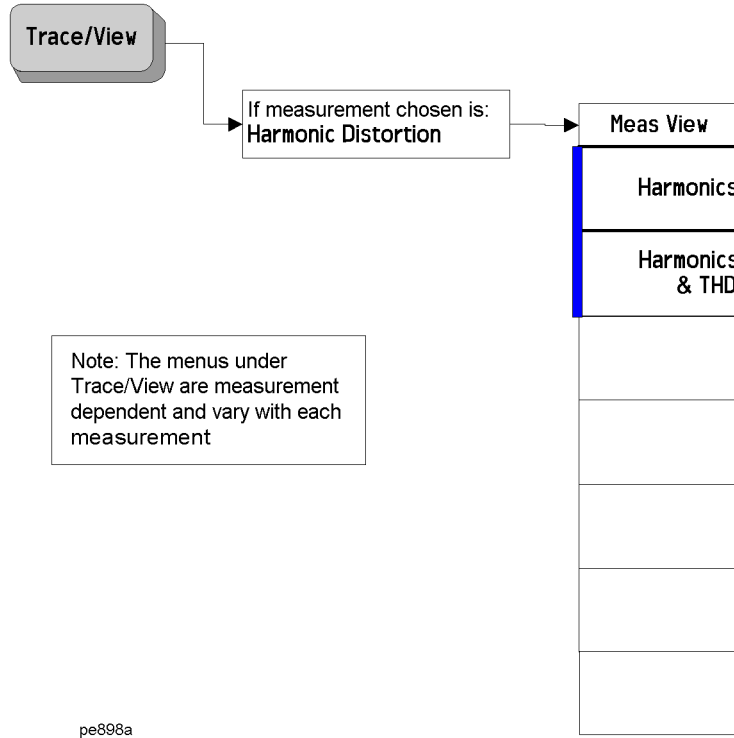 Trace/View
If measurement chosen is:
Harmonic Distortion
Meas View
Harmonics
Harmonics
& THD
Note: The menus under
Trace/View are measurement
dependent and vary with each
measurement
pe898a